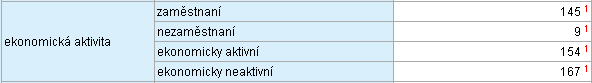 ekonomická aktivita
zaměstnaní 145 1
nezaměstnaní 9 1
ekonomicky aktivní 154 1
ekonomicky neaktivní 167 1